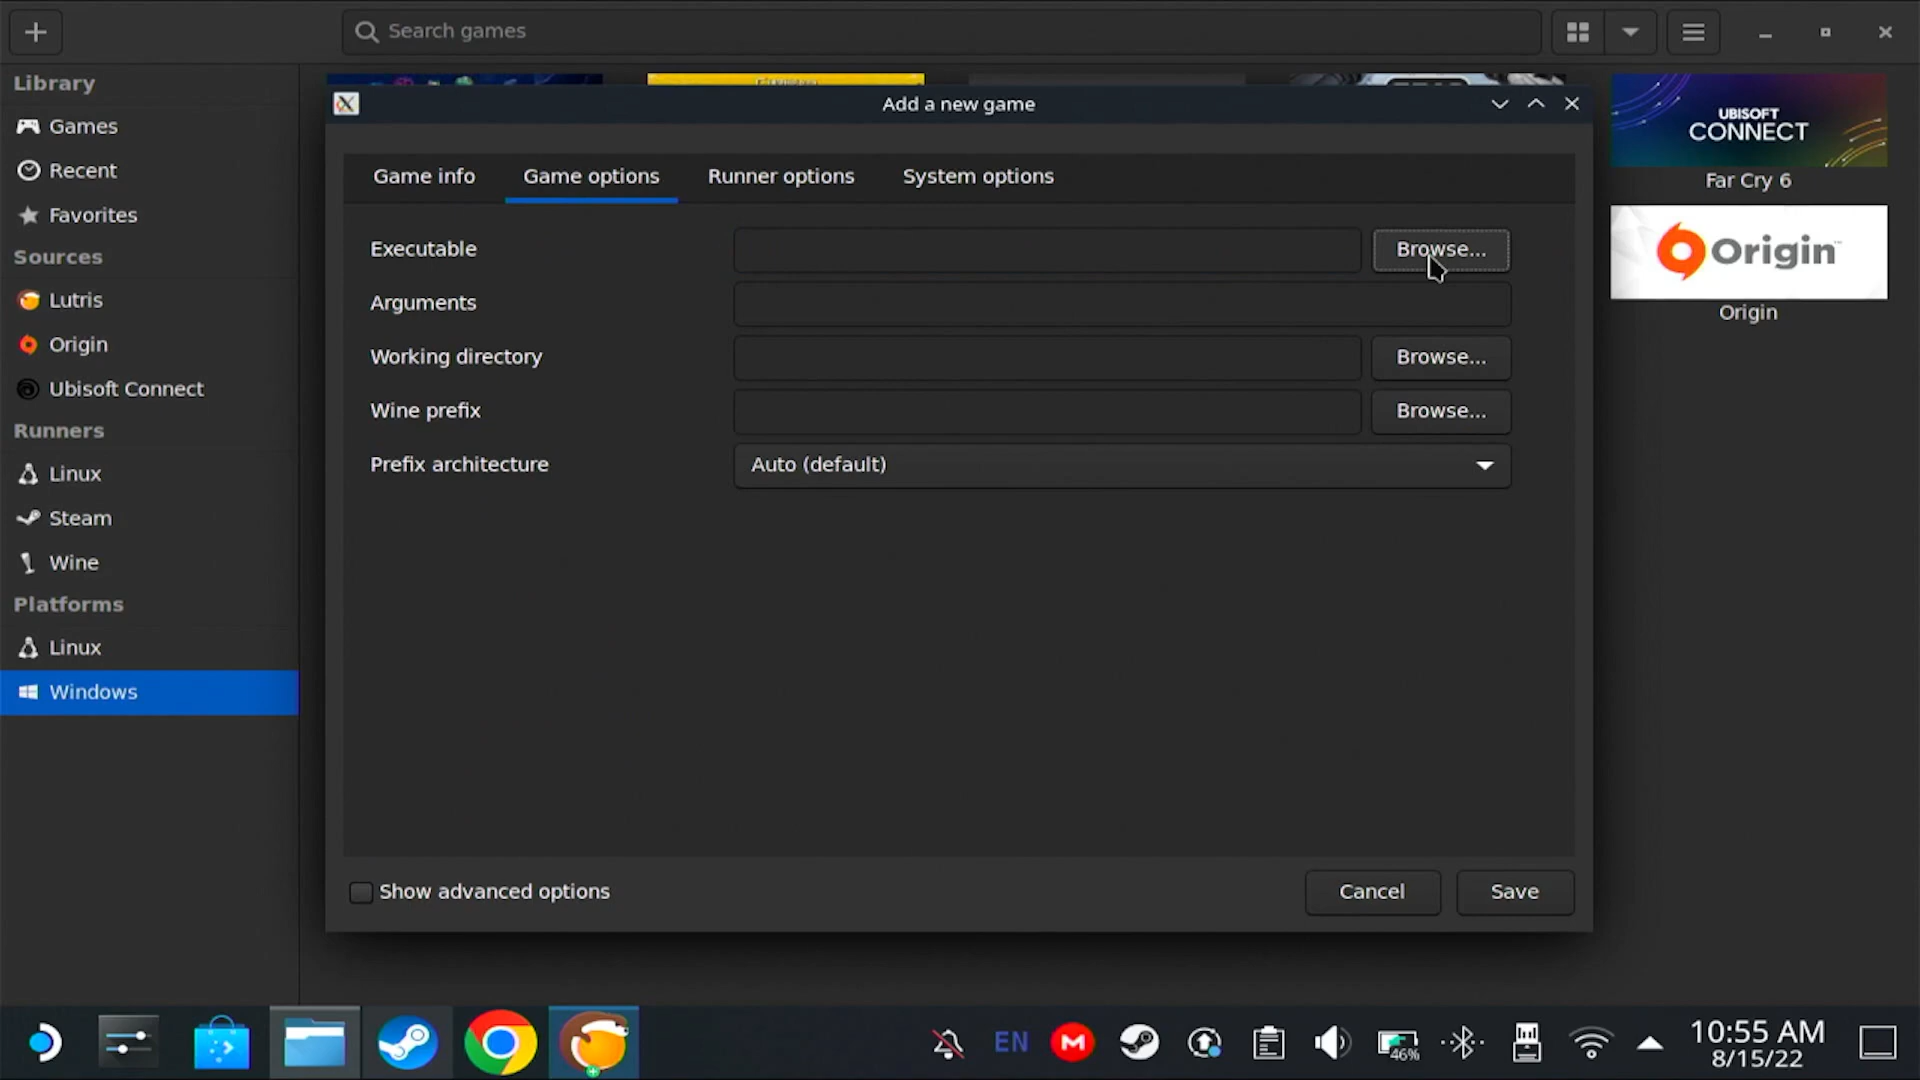 Search games
Library
Games
Recent
Favorites
Sources
Lutris
Origin
Ubisoft Connect
Runners
Linux
Steam
Wine
Platforms
Linux
Windows
Add a new game
Game info
Game options
Runner options
System options
Executable
Browse...
Arguments
Working directory
Browse...
Wine prefix
Browse...
Prefix architecture
Auto (default)
Show advanced options
Cancel
Save
UBISOFT
CONNECT
Far Cry 6
Origin™
Origin
EN
M
46%
10:55 AM
8/15/22